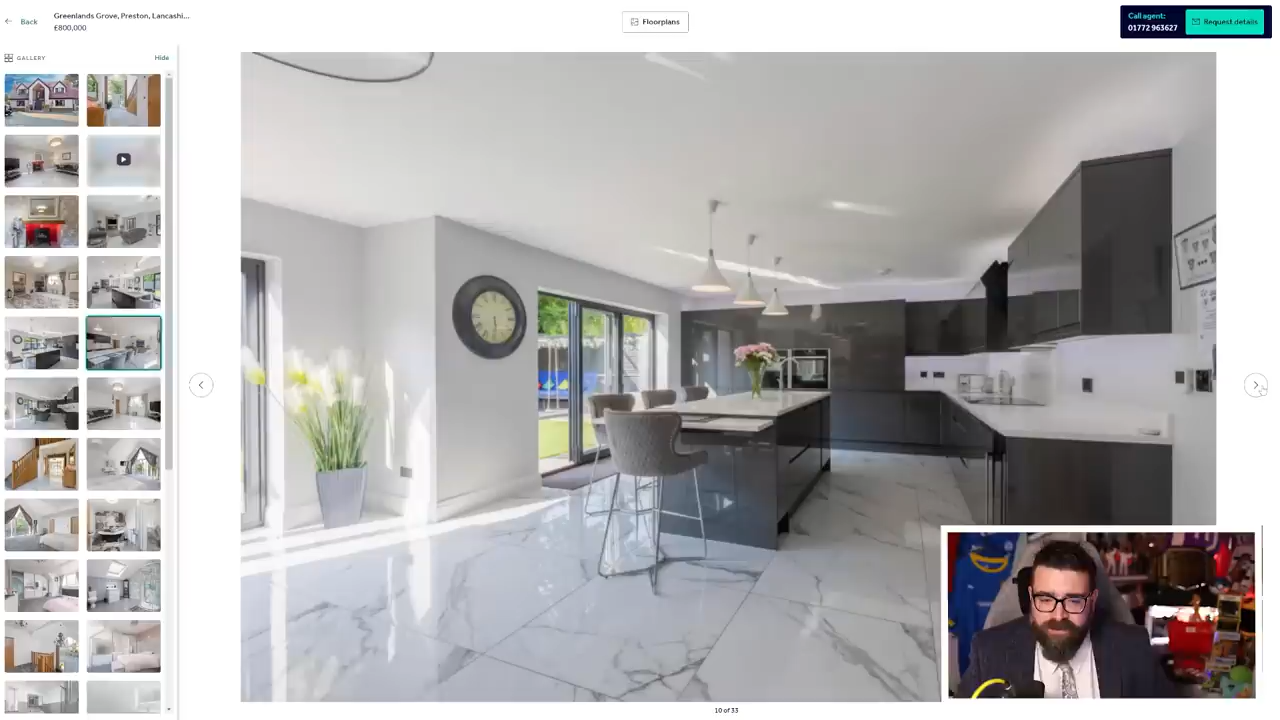 Back
Greenlands Grove, Preston, Lancashi...
£800,000
Floorplans
Call agent:
01772 963627
Request details
GALLERY
Hide
10 of 33